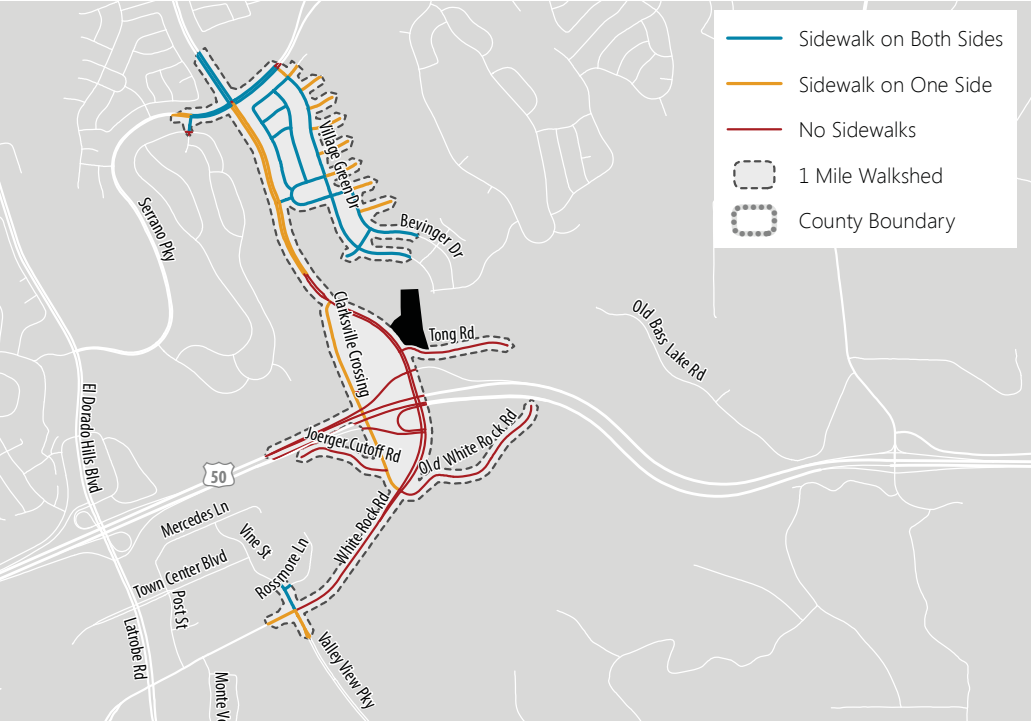 Sidewalk on Both Sides
Sidewalk on One Side
No Sidewalks
1 Mile Walkshed
County Boundary
Village Green Dr
Serrano Pky
Bevinger Dr
Clarksville Crossing
Tong Rd
Old Bass Lake Rd
El Dorado Hills Blvd
Joerger Cutoff Rd
Old White Rock Rd
50
Mercedes Ln
White Rock Rd
Vine St
Rossmore Ln
Town Center Blvd
Post St
Latrobe Rd
Valley View Pky
Monte Ve